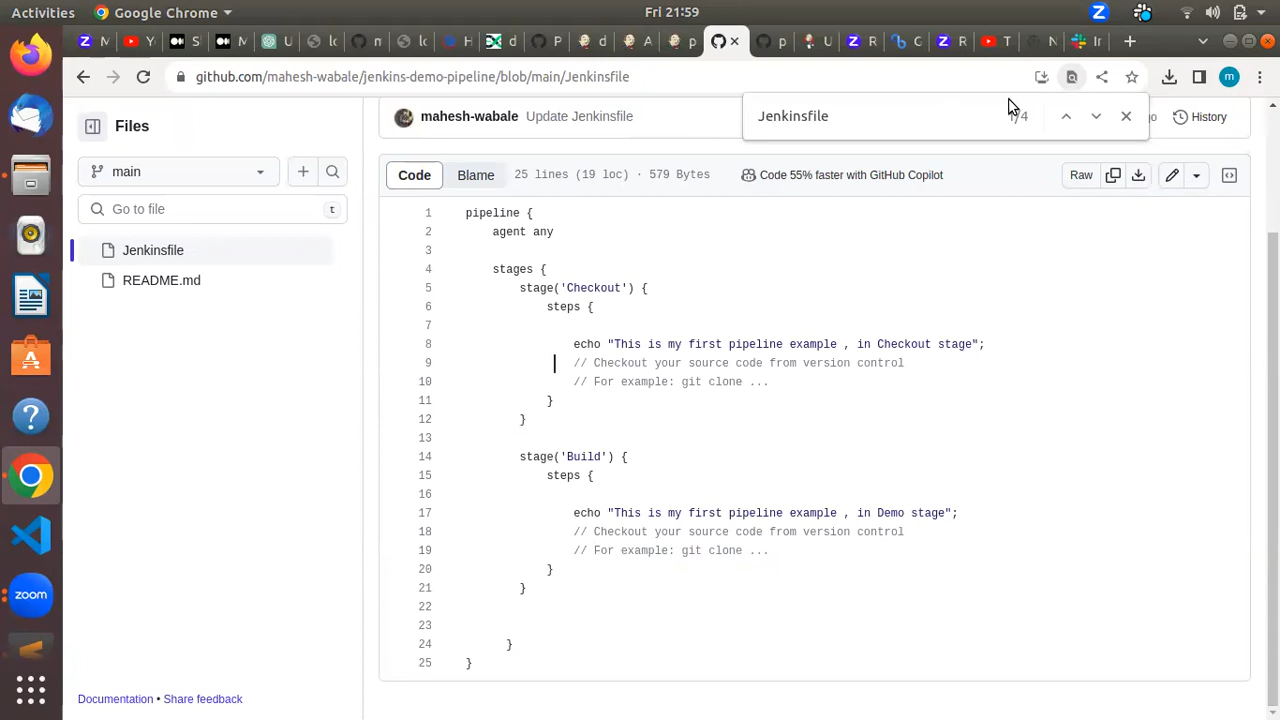 Activities
Google Chrome
Fri 21:59
M
Y
S
M
U
lo
m
lo
d
P
d
A
p
p
U
R
C
R
T
N
Ir
github.com/mahesh-wabale/jenkins-demo-pipeline/blob/main/Jenkinsfile
m
Files
mahesh-wabale Update Jenkinsfile
Jenkinsfile
1/4
go
History
main
Code
Blame
25 lines (19 loc) · 579 Bytes
Code 55% faster with GitHub Copilot
Raw
Go to file
t
Jenkinsfile
README.md
1 pipeline {
2 agent any
3
4 stages {
5 stage('Checkout') {
6 steps {
7
8 echo "This is my first pipeline example , in Checkout stage";
9 // Checkout your source code from version control
10 // For example: git clone ...
11 }
12 }
13
14 stage('Build') {
15 steps {
16
17 echo "This is my first pipeline example , in Demo stage";
18 // Checkout your source code from version control
19 // For example: git clone ...
20 }
21 }
22
23
24 }
25 }
zoom
Documentation • Share feedback